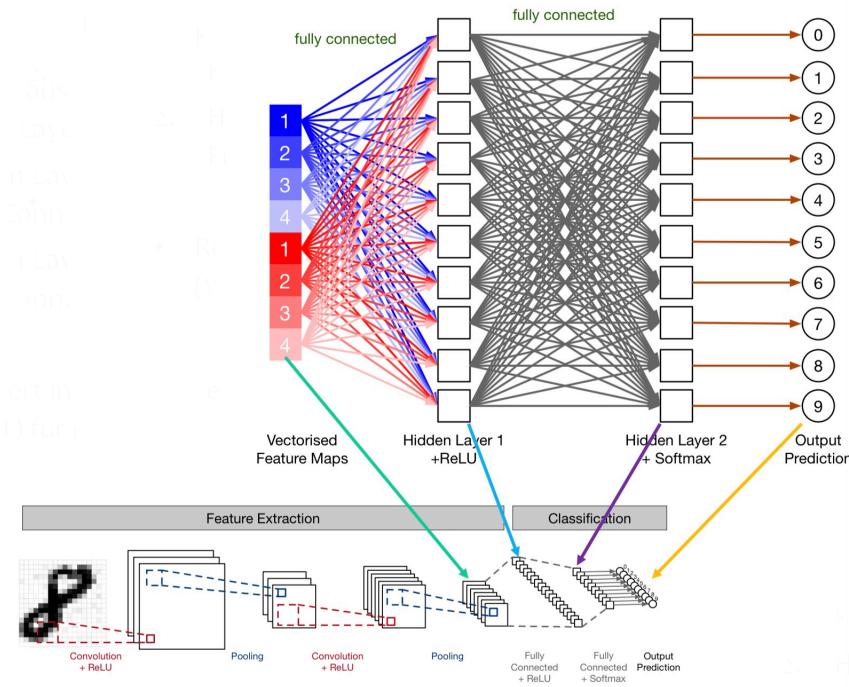 fully connected
fully connected
1
2
3
4
1
2
3
4
0
1
2
3
4
5
6
7
8
9
Vectorised
Feature Maps
Hidden Layer 1
+ReLU
Hidden Layer 2
+ Softmax
Output
Prediction
Feature Extraction
Classification
Convolution
+ ReLU
Pooling
Convolution
+ ReLU
Pooling
Fully
Connected
+ ReLU
Fully
Connected
+ Softmax
Output
Prediction